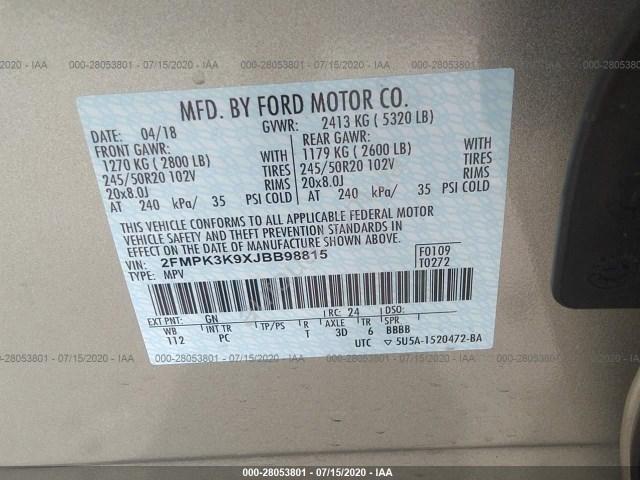 000-28053801 - 07/15/2020 - IAA
MFD. BY FORD MOTOR CO.
DATE: 04/18 GVWR: 2413 KG ( 5320 LB)
FRONT GAWR: REAR GAWR:
1270 KG ( 2800 LB) WITH 1179 KG ( 2600 LB) WITH
245/50R20 102V TIRES 245/50R20 102V TIRES
20x8.0J RIMS 20x8.0J RIMS
AT 240 kPa/ 35 PSI COLD AT 240 kPa/ 35 PSI COLD
THIS VEHICLE CONFORMS TO ALL APPLICABLE FEDERAL MOTOR
VEHICLE SAFETY AND THEFT PREVENTION STANDARDS IN
EFFECT ON THE DATE OF MANUFACTURE SHOWN ABOVE.
VIN: 2FMPK3K9XJBB98815 F0109
TYPE: MPV T0272
EXT PNT: GN RC: 24 DSO:
WB INT TR TP/PS R AXLE TR SPR
112 PC T 3D 6 BBBB
UTC ▽ 5U5A-1520472-BA
000-28053801 - 07/15/2020 - IAA